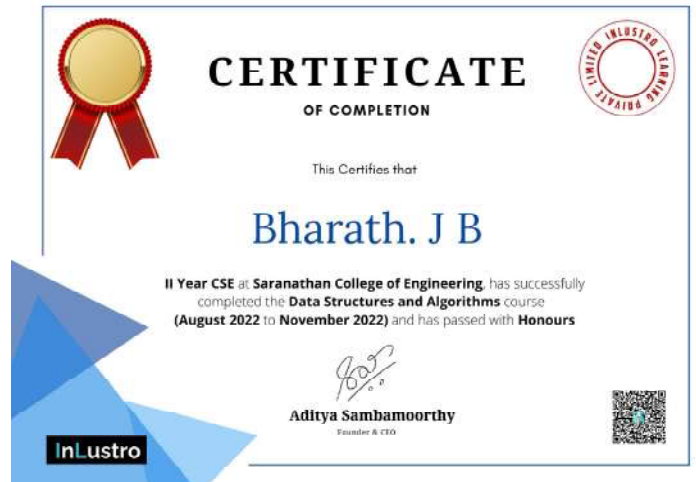 CERTIFICATE
OF COMPLETION
INLUSTRO LEARNING PRIVATE LIMITED
This Certifies that
Bharath. J B
II Year CSE at Saranathan College of Engineering, has successfully
completed the Data Structures and Algorithms course
(August 2022 to November 2022) and has passed with Honours
Aditya Sambamoorthy
Founder & CEO
InLustro